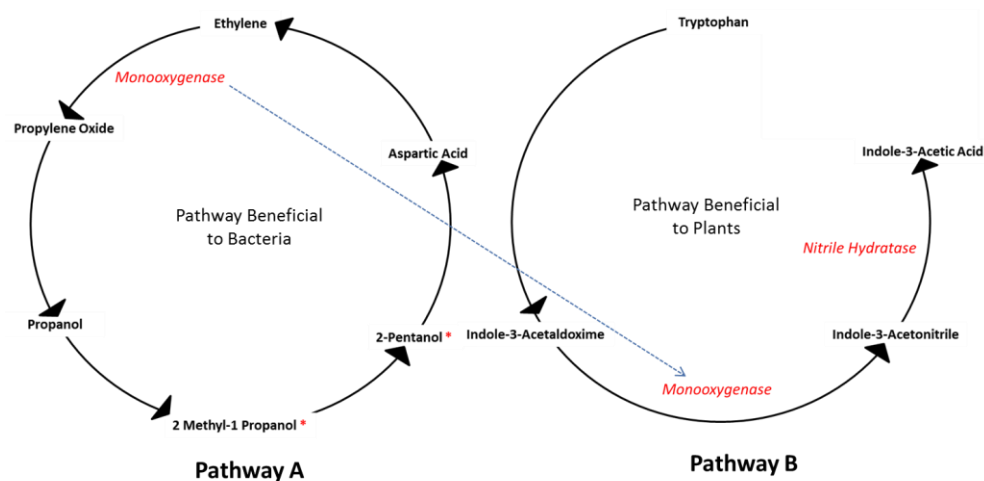 Ethylene
Monooxygenase
Propylene Oxide
Aspartic Acid
Pathway Beneficial
to Bacteria
Propanol
2-Pentanol *
2 Methyl-1 Propanol *
Pathway A
Tryptophan
Indole-3-Acetic Acid
Pathway Beneficial
to Plants
Nitrile Hydratase
Indole-3-Acetaldoxime
Indole-3-Acetonitrile
Monooxygenase
Pathway B